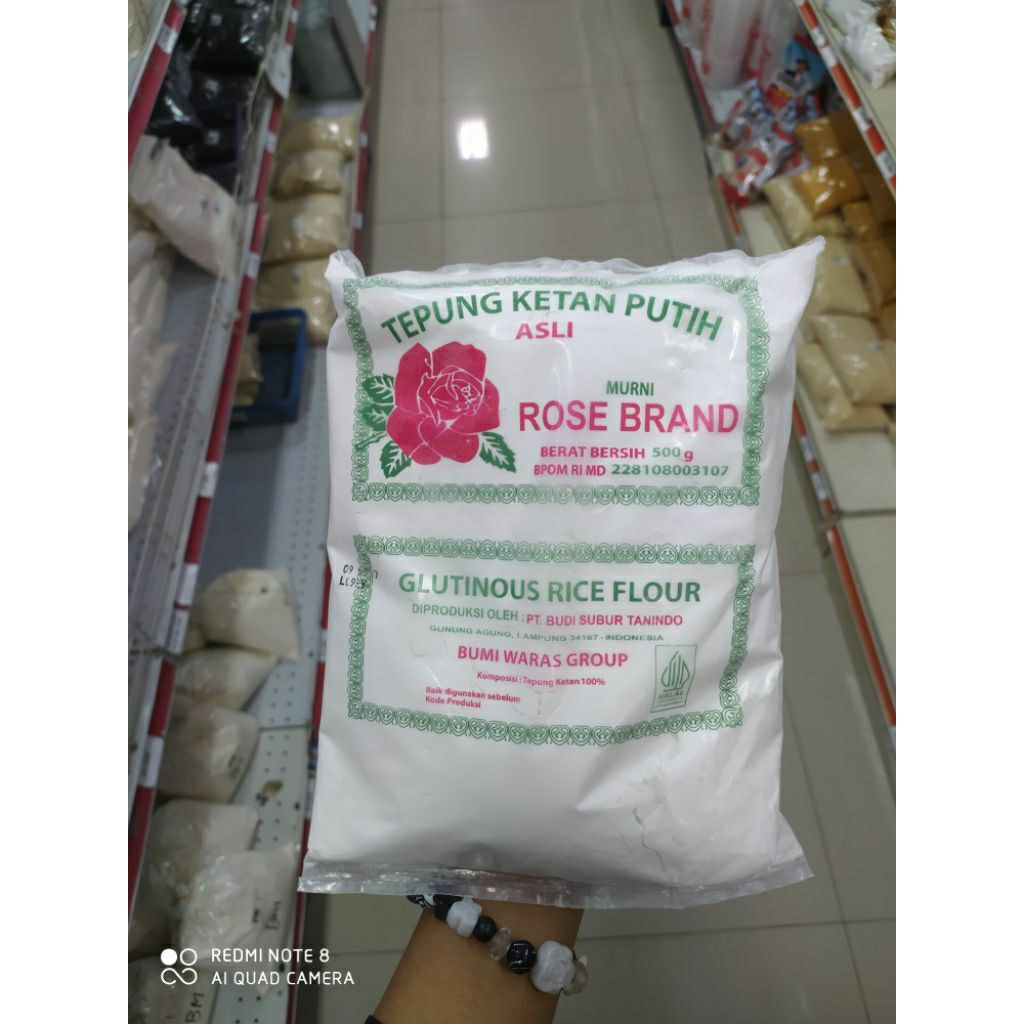 TEPUNG KETAN PUTIH
ASLI
MURNI
ROSE BRAND
BERAT BERSIH 500 g
BPOM RI MD 228108003107
GLUTINOUS RICE FLOUR
DIPRODUKSI OLEH : PT. BUDI SUBUR TANINDO
GUNUNG AGUNG, LAMPUNG 34167 - INDONESIA
BUMI WARAS GROUP
Komposisi : Tepung Ketan 100%
Baik digunakan sebelum :
Kode Produksi :
HALAL
REDMI NOTE 8
AI QUAD CAMERA